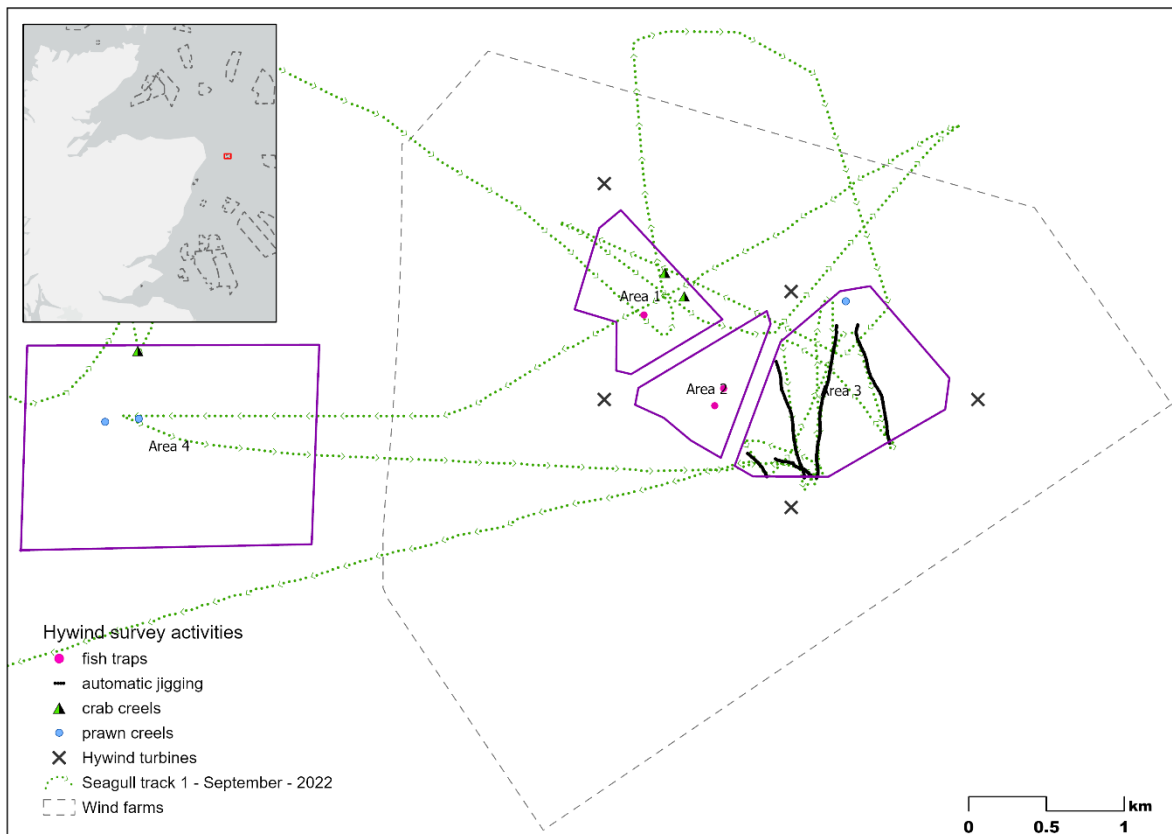 Area 1
Area 2
Area 3
Area 4
Hywind survey activities
fish traps
automatic jigging
crab creels
prawn creels
Hywind turbines
Seagull track 1 - September - 2022
Wind farms
km
0 0.5 1